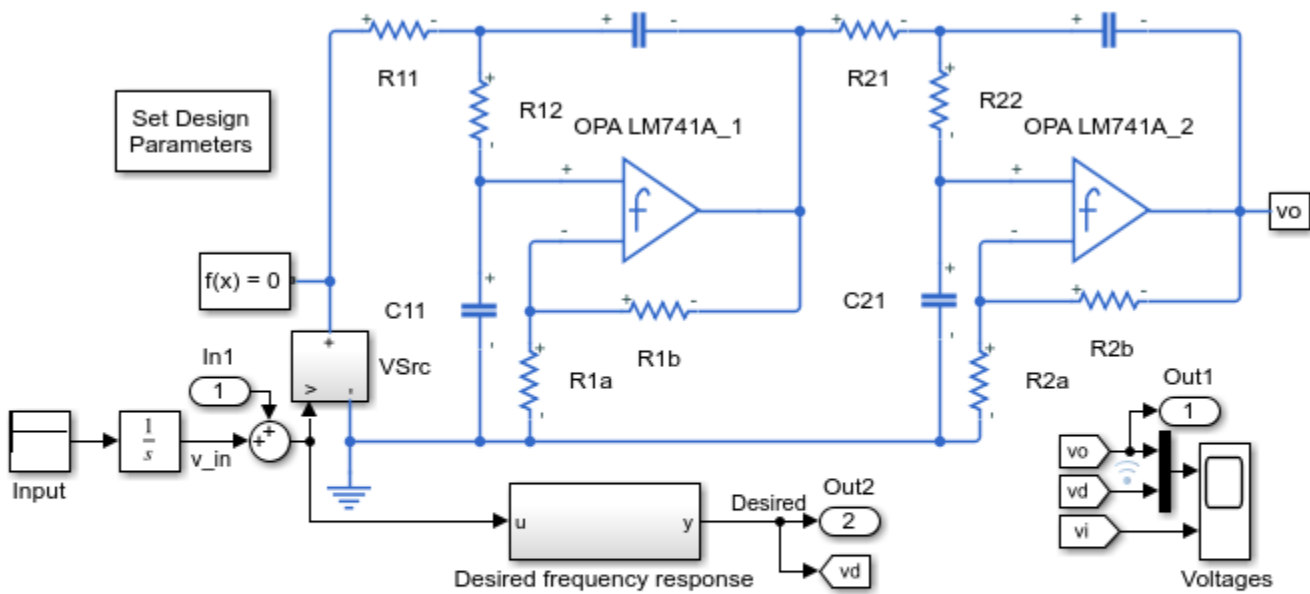 R11
R21
R12
OPA LM741A_1
R22
OPA LM741A_2
Set Design
Parameters
vo
f(x) = 0
C11
C21
R1b
R2b
In1
1
VSrc
R1a
R2a
Out1
1
1
s
v_in
vo
vd
vi
Input
Desired
Out2
u
y
2
vd
Desired frequency response
Voltages